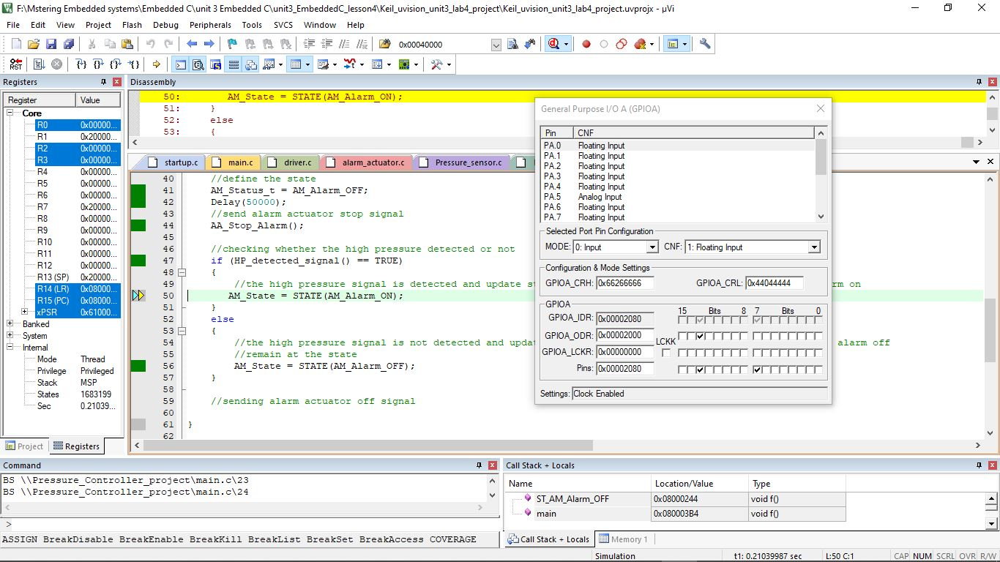 F:\Mstering Embedded systems\Embedded C\unit 3 Embedded C\unit3_EmbededC_lesson4\Keil_uvision_unit3_lab4_project\Keil_uvision_unit3_lab4_project.uvprojx - µVi
File Edit View Project Flash Debug Peripherals Tools SVCS Window Help
0x00040000
RST
Registers
Register Value
Core
R0 0x00000...
R1 0x20000...
R2 0x00000...
R3 0x00000...
R4 0x00000...
R5 0x00000...
R6 0x00000...
R7 0x20000...
R8 0x00000...
R9 0x00000...
R10 0x00000...
R11 0x00000...
R12 0x00000...
R13 (SP) 0x20000...
R14 (LR) 0x08000...
R15 (PC) 0x08000...
xPSR 0x61000...
Banked
System
Internal
Mode Thread
Privilege Privileged
Stack MSP
States 1683199
Sec 0.21039...
Project Registers
Disassembly
50: AM_State = STATE(AM_Alarm_ON);
51: }
52: else
53: {
startup.c main.c driver.c alarm_actuator.c Pressure_sensor.c
40 //define the state
41 AM_Status_t = AM_Alarm_OFF;
42 Delay(50000);
43 //send alarm actuator stop signal
44 AA_Stop_Alarm();
45
46 //checking whether the high pressure detected or not
47 if (HP_detected_signal() == TRUE)
48 {
49 //the high pressure signal is detected and update st rm on
50 AM_State = STATE(AM_Alarm_ON);
51 }
52 else
53 {
54 //the high pressure signal is not detected and updat alarm off
55 //remain at the state
56 AM_State = STATE(AM_Alarm_OFF);
57 }
58
59 //sending alarm actuator off signal
60
61 }
62
General Purpose I/O A (GPIOA)
Pin CNF
PA.0 Floating Input
PA.1 Floating Input
PA.2 Floating Input
PA.3 Floating Input
PA.4 Floating Input
PA.5 Analog Input
PA.6 Floating Input
PA.7 Floating Input
Selected Port Pin Configuration
MODE: 0: Input CNF: 1: Floating Input
Configuration & Mode Settings
GPIOA_CRH: 0x66266666 GPIOA_CRL: 0x44044444
GPIOA
15 Bits 8 7 Bits 0
GPIOA_IDR: 0x00002080
GPIOA_ODR: 0x00002000
LCKK
GPIOA_LCKR: 0x00000000
Pins: 0x00002080
Settings: Clock Enabled
Command
BS \\Pressure_Controller_project\main.c\23
BS \\Pressure_Controller_project\main.c\24
>
ASSIGN BreakDisable BreakEnable BreakKill BreakList BreakSet BreakAccess COVERAGE
Call Stack + Locals
Name Location/Value Type
ST_AM_Alarm_OFF 0x08000244 void f()
main 0x080003B4 void f()
Call Stack + Locals Memory 1
Simulation t1: 0.21039987 sec L:50 C:1 CAP NUM SCRL OVR R/W